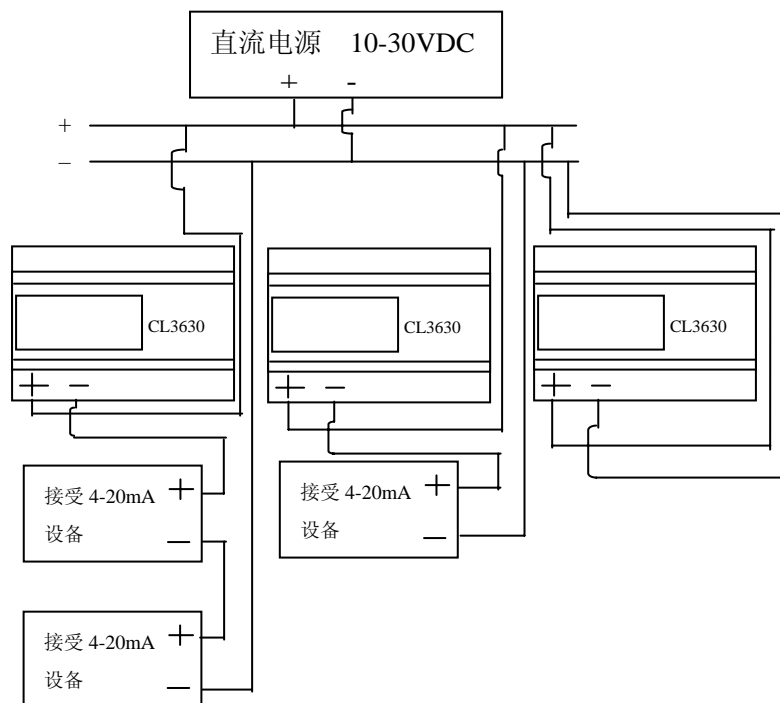 直流电源 10-30VDC
+ -
+
−
CL3630
CL3630
CL3630
+ −
+ −
+ −
接受 4-20mA +
设备 −
接受 4-20mA +
设备 −
接受 4-20mA +
设备 −